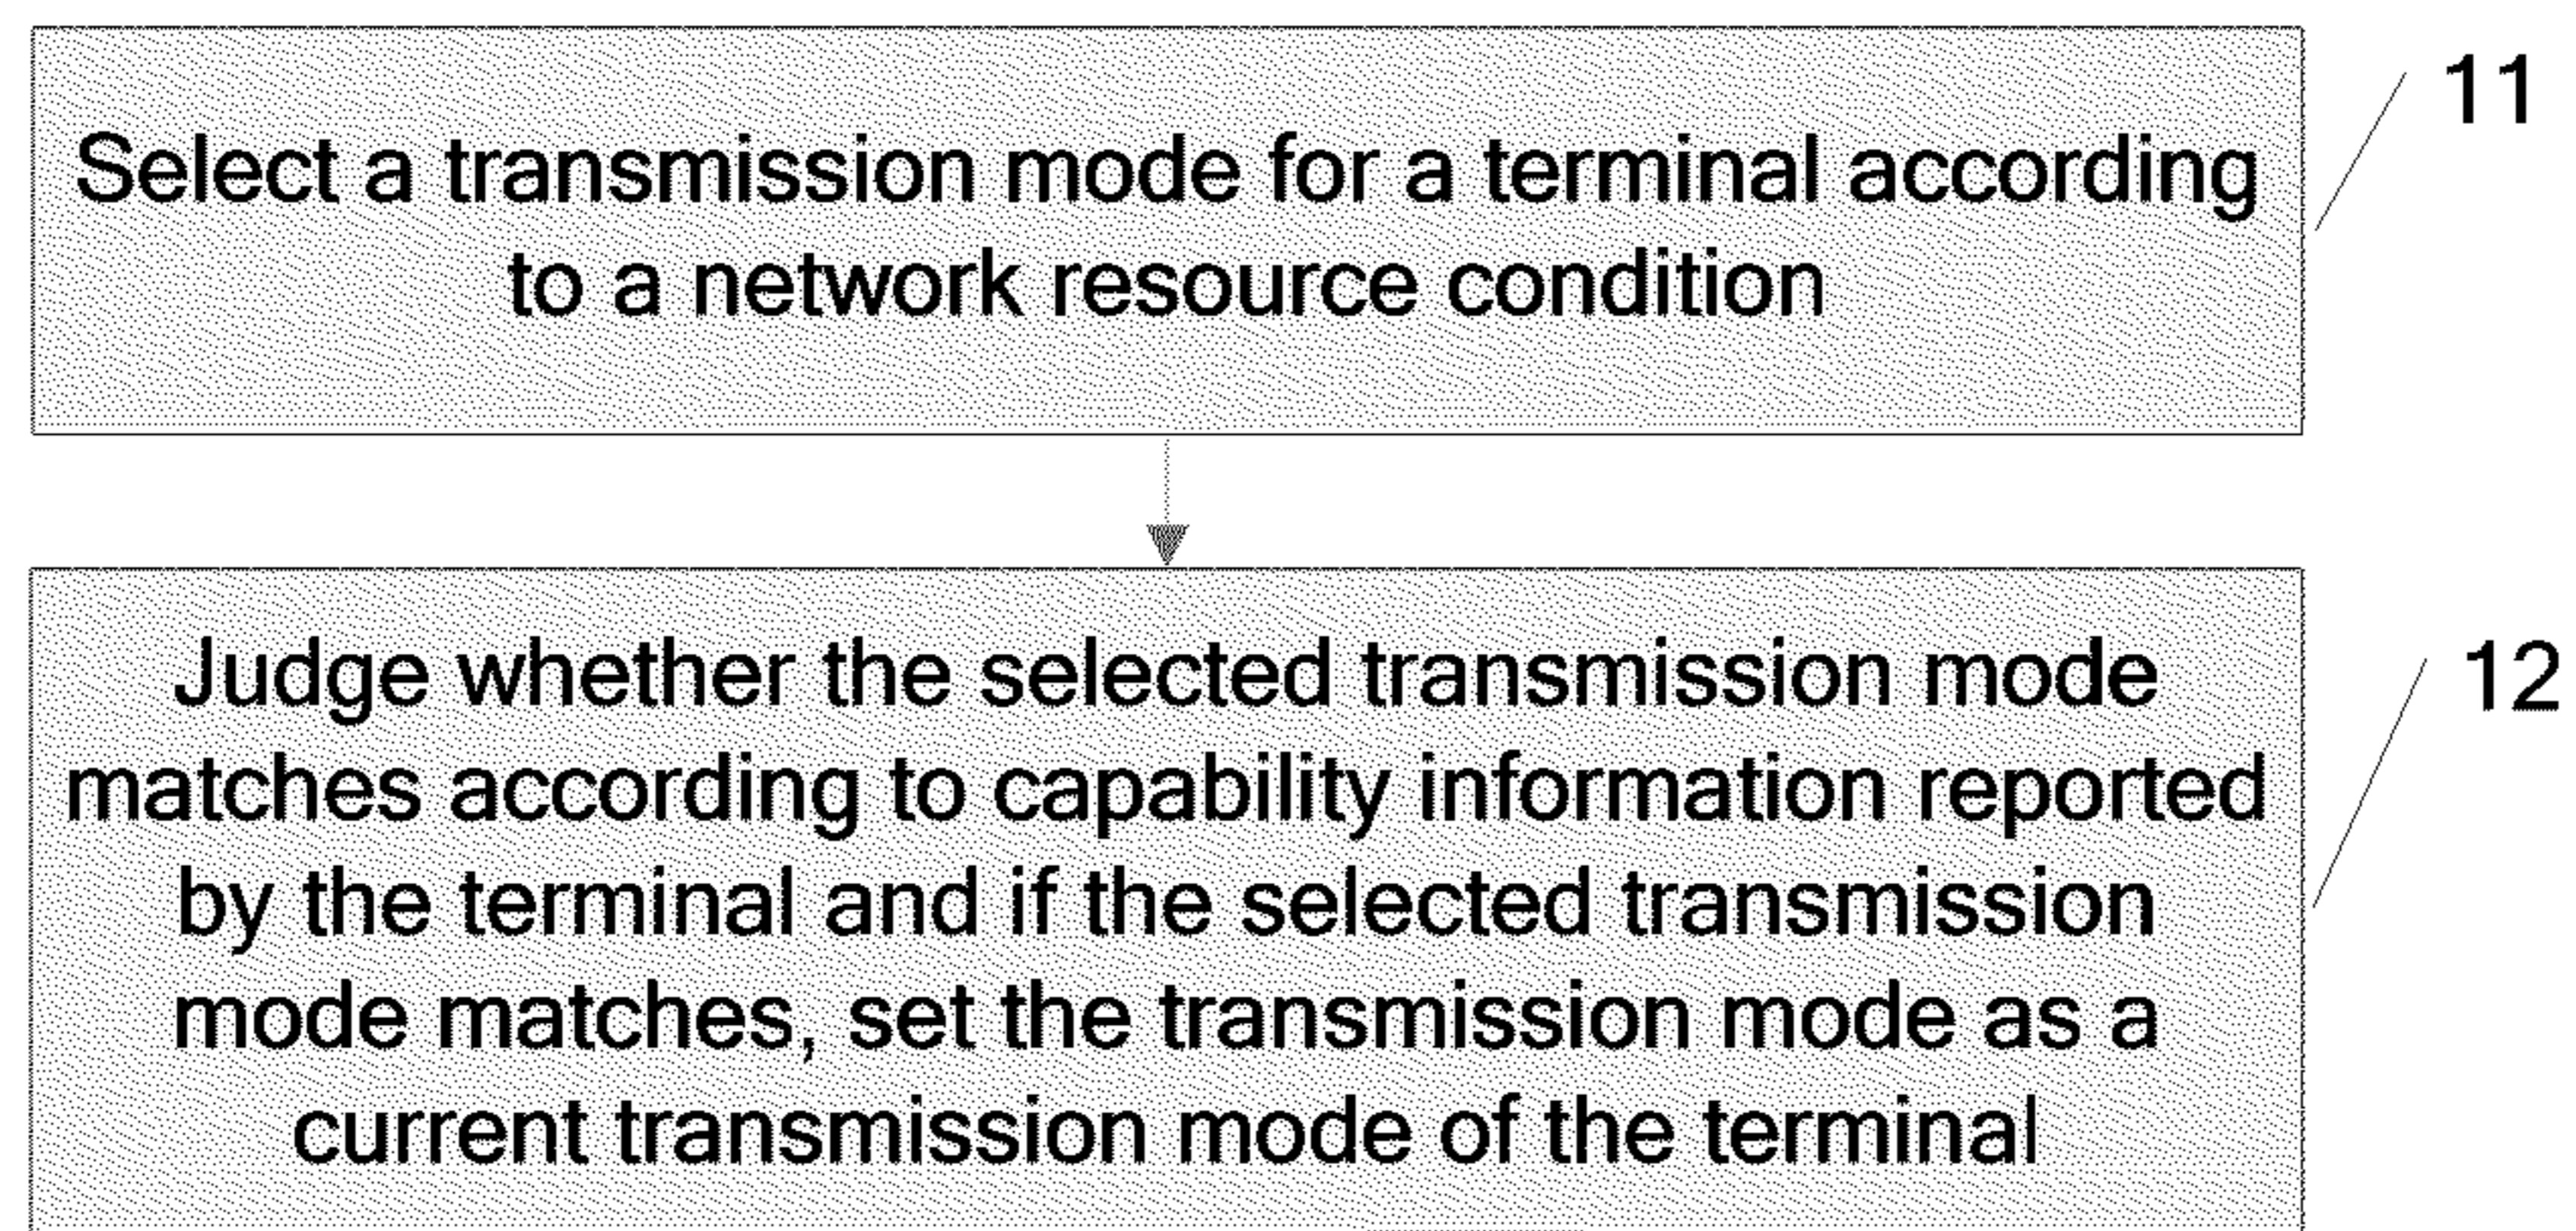 Select a transmission mode for a terminal according
to a network resource condition
11
Judge whether the selected transmission mode
matches according to capability information reported
by the terminal and if the selected transmission
mode matches, set the transmission mode as a
current transmission mode of the terminal
12